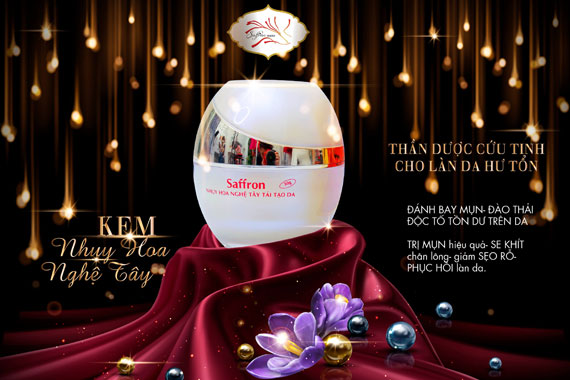 Saffron
NHỤY HOA NGHỆ TÂY TÁI TẠO DA
KEM
Nhụy Hoa
Nghệ Tây
THẦN DƯỢC CỨU TINH
CHO LÀN DA HƯ TỔN
ĐÁNH BAY MỤN- ĐÀO THẢI
ĐỘC TỐ TỒN DƯ TRÊN DA
TRỊ MỤN hiệu quả- SE KHÍT
chân lông- giảm SẸO RỖ-
PHỤC HỒI làn da.